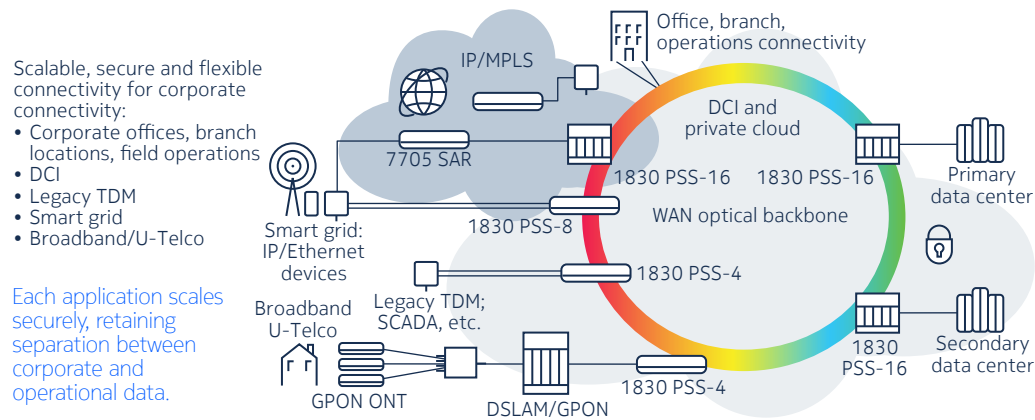 Scalable, secure and flexible
connectivity for corporate
connectivity:
• Corporate offices, branch
locations, field operations
• DCI
• Legacy TDM
• Smart grid
• Broadband/U-Telco
Each application scales
securely, retaining
separation between
corporate and
operational data.
IP/MPLS
Office, branch,
operations connectivity
7705 SAR
DCI and
private cloud
1830 PSS-16
1830 PSS-16
Primary
data center
Smart grid:
IP/Ethernet
devices
1830 PSS-8
WAN optical backbone
1830 PSS-4
Legacy TDM;
SCADA, etc.
Broadband
U-Telco
GPON ONT
DSLAM/GPON
1830 PSS-4
1830
PSS-16
Secondary
data center